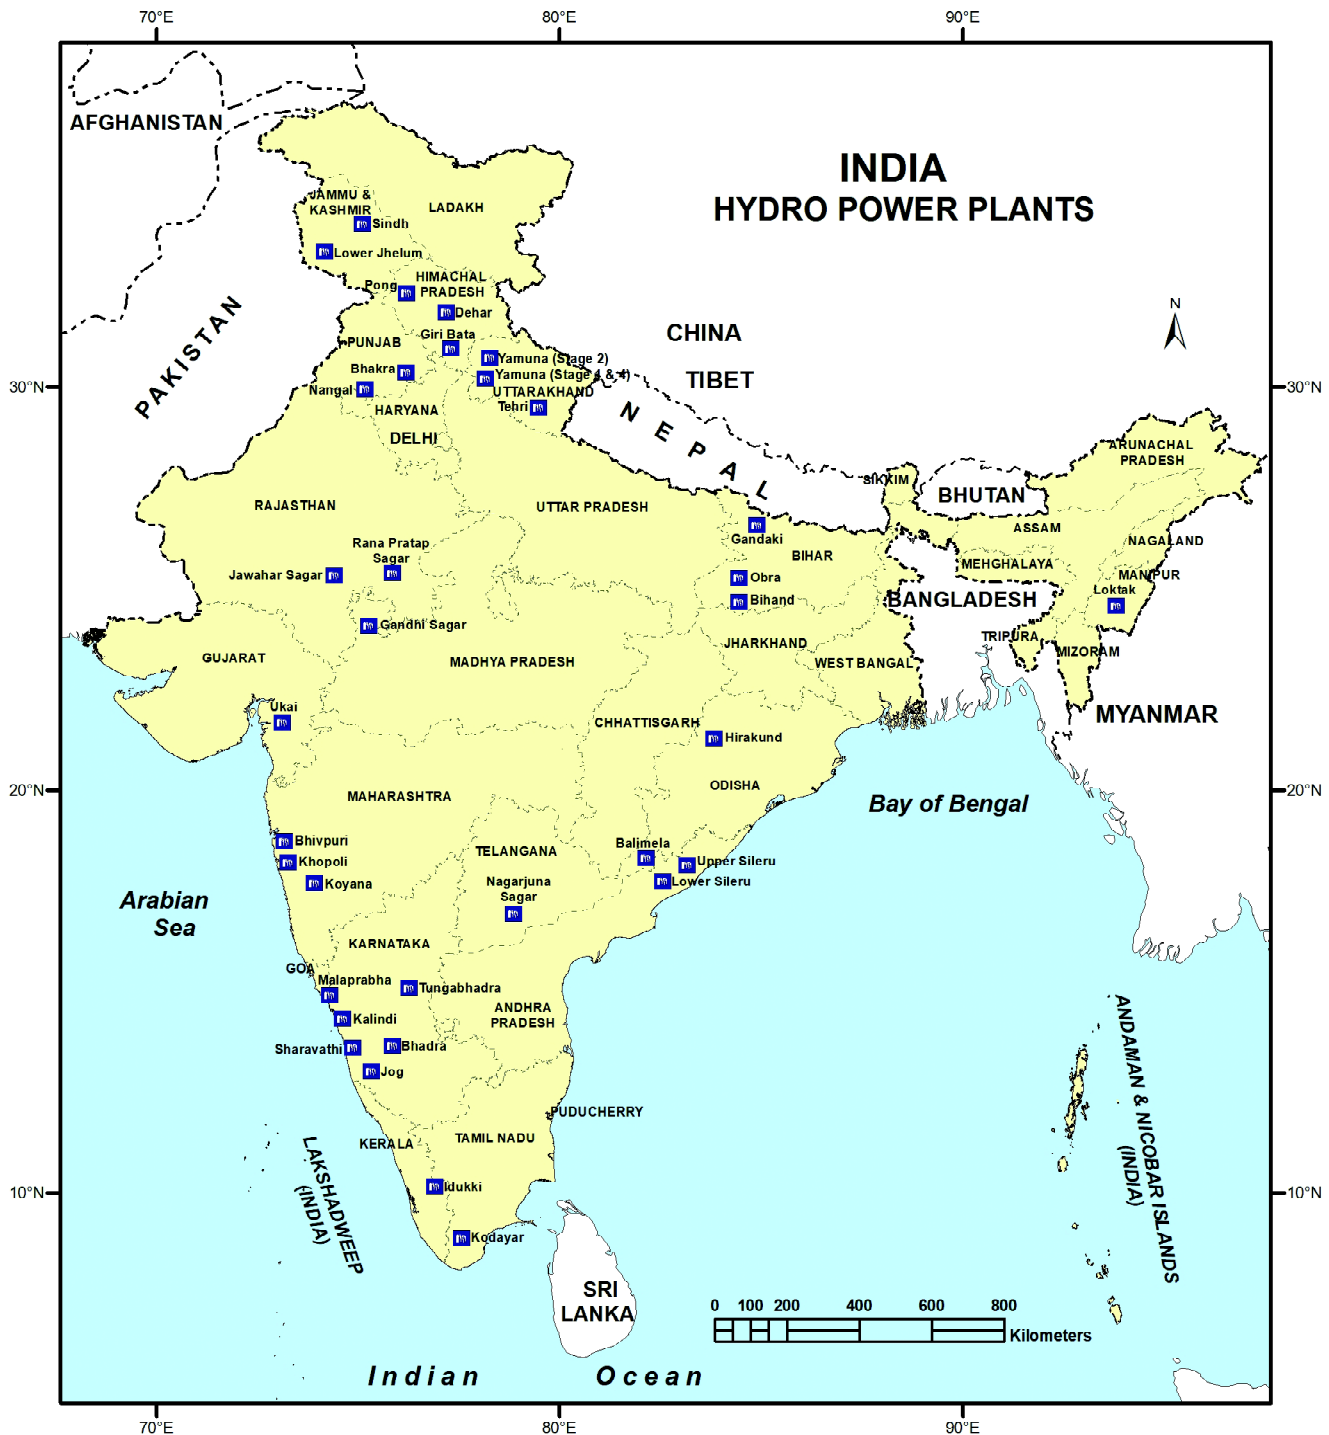 70°E
80°E
90°E
AFGHANISTAN
INDIA
HYDRO POWER PLANTS
JAMMU &
KASHMIR
LADAKH
Sindh
Lower Jhelum
HIMACHAL
PRADESH
Pong
Dehar
N
PAKISTAN
CHINA
TIBET
Giri Bata
PUNJAB
Yamuna (Stage 2)
Bhakra
Yamuna (Stage 1 & 4)
30°N
30°N
Nangal
UTTARAKHAND
Tehri
HARYANA
DELHI
NEPAL
ARUNACHAL
PRADESH
SIKKIM
BHUTAN
RAJASTHAN
UTTAR PRADESH
Gandaki
ASSAM
NAGALAND
Rana Pratap
Sagar
BIHAR
MEGHALAYA
Jawahar Sagar
Obra
MANIPUR
Loktak
Bihand
BANGLADESH
Gandhi Sagar
TRIPURA
JHARKHAND
MIZORAM
GUJARAT
MADHYA PRADESH
WEST BANGAL
Ukai
CHHATTISGARH
MYANMAR
Hirakund
20°N
20°N
ODISHA
MAHARASHTRA
Bay of Bengal
Bhivpuri
Balimela
TELANGANA
Khopoli
Upper Sileru
Koyana
Nagarjuna
Sagar
Lower Sileru
Arabian
Sea
KARNATAKA
GOA
Malaprabha
Tungabhadra
ANDHRA
PRADESH
Kalindi
Sharavathi
Bhadra
Jog
PUDUCHERRY
KERALA
TAMIL NADU
ANDAMAN & NICOBAR ISLANDS
(INDIA)
LAKSHADWEEP
(INDIA)
10°N
10°N
Idukki
Kodayar
SRI
LANKA
0 100 200 400 600 800
Kilometers
Indian Ocean
70°E
80°E
90°E